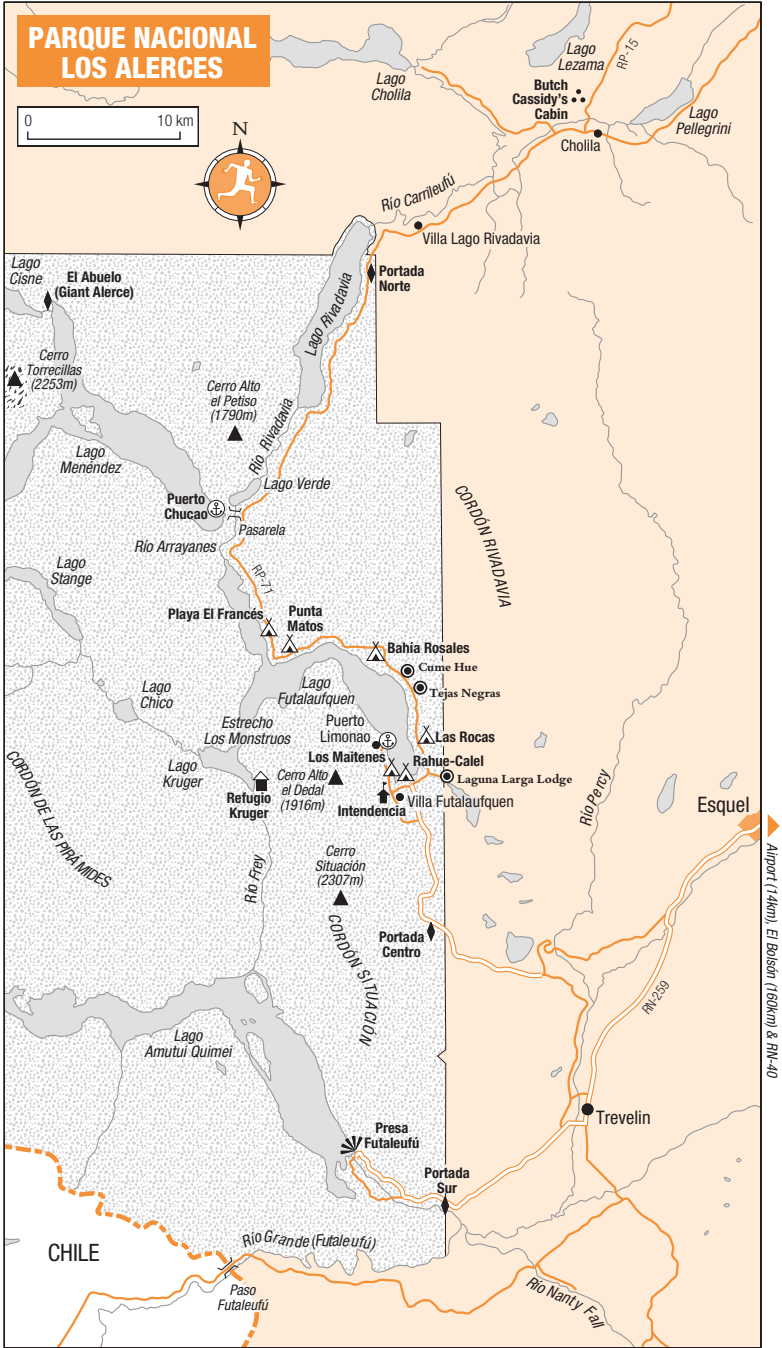 PARQUE NACIONAL
LOS ALERCES
0
10 km
N
Lago
Cholila
Lago
Lezama
RP-15
Butch
Cassidy's
Cabin
Lago
Pellegrini
Cholila
Río Carrileufú
Villa Lago Rivadavia
Lago
Cisne
El Abuelo
(Giant Alerce)
Portada
Norte
Lago Rivadavia
Cerro
Torrecillas
(2253m)
Cerro Alto
el Petiso
(1790m)
Río Rivadavia
Lago
Menéndez
Lago Verde
Puerto
Chucao
Pasarela
CORDÓN RIVADAVIA
Río Arrayanes
Lago
Stange
RP-71
Playa El Francés
Punta
Matos
Bahía Rosales
Cume Hue
Tejas Negras
Lago
Chico
Lago
Futalaufquen
Estrecho
Los Monstruos
Puerto
Limonao
Las Rocas
Los Maitenes
Rahue-Calel
Lago
Kruger
Cerro Alto
el Dedal
(1916m)
Laguna Larga Lodge
Refugio
Kruger
Intendencia
Villa Futalaufquen
CORDÓN DE LAS PIRÁMIDES
Río Percy
Esquel
Airport (14km), El Bolsón (160km) & RN-40
Río Frey
Cerro
Situación
(2307m)
CORDÓN SITUACIÓN
Portada
Centro
RN-259
Lago
Amutui Quimei
Trevelin
Presa
Futaleufú
Portada
Sur
CHILE
Río Grande (Futaleufú)
Paso
Futaleufú
Río Nanty Fall